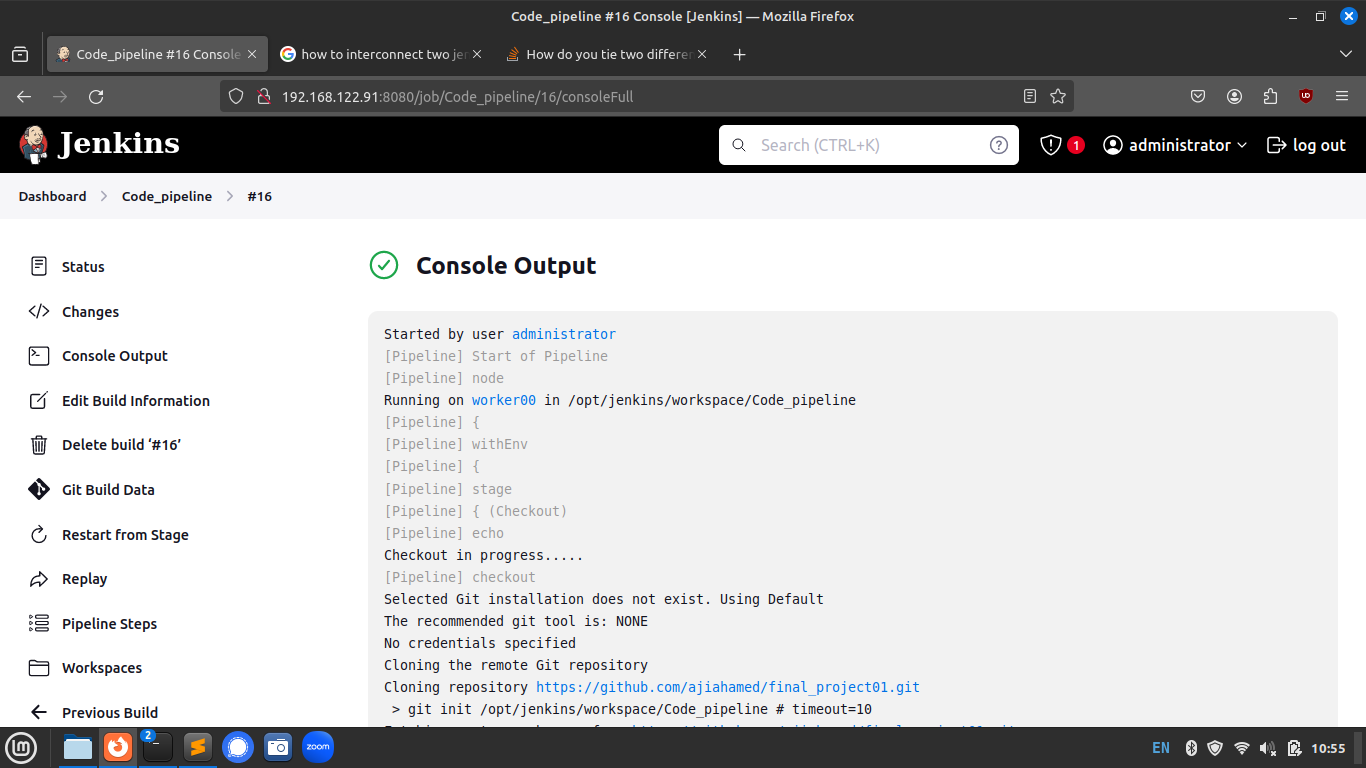 Code_pipeline #16 Console [Jenkins] — Mozilla Firefox
Code_pipeline #16 Console
how to interconnect two je
How do you tie two differen
192.168.122.91:8080/job/Code_pipeline/16/consoleFull
Jenkins
Search (CTRL+K)
?
1
administrator
log out
Dashboard
Code_pipeline
#16
Status
Changes
Console Output
Edit Build Information
Delete build ‘#16’
Git Build Data
Restart from Stage
Replay
Pipeline Steps
Workspaces
Previous Build
Console Output
Started by user administrator
[Pipeline] Start of Pipeline
[Pipeline] node
Running on worker00 in /opt/jenkins/workspace/Code_pipeline
[Pipeline] {
[Pipeline] withEnv
[Pipeline] {
[Pipeline] stage
[Pipeline] { (Checkout)
[Pipeline] echo
Checkout in progress.....
[Pipeline] checkout
Selected Git installation does not exist. Using Default
The recommended git tool is: NONE
No credentials specified
Cloning the remote Git repository
Cloning repository https://github.com/ajiahamed/final_project01.git
> git init /opt/jenkins/workspace/Code_pipeline # timeout=10
2
zoom
EN
10:55